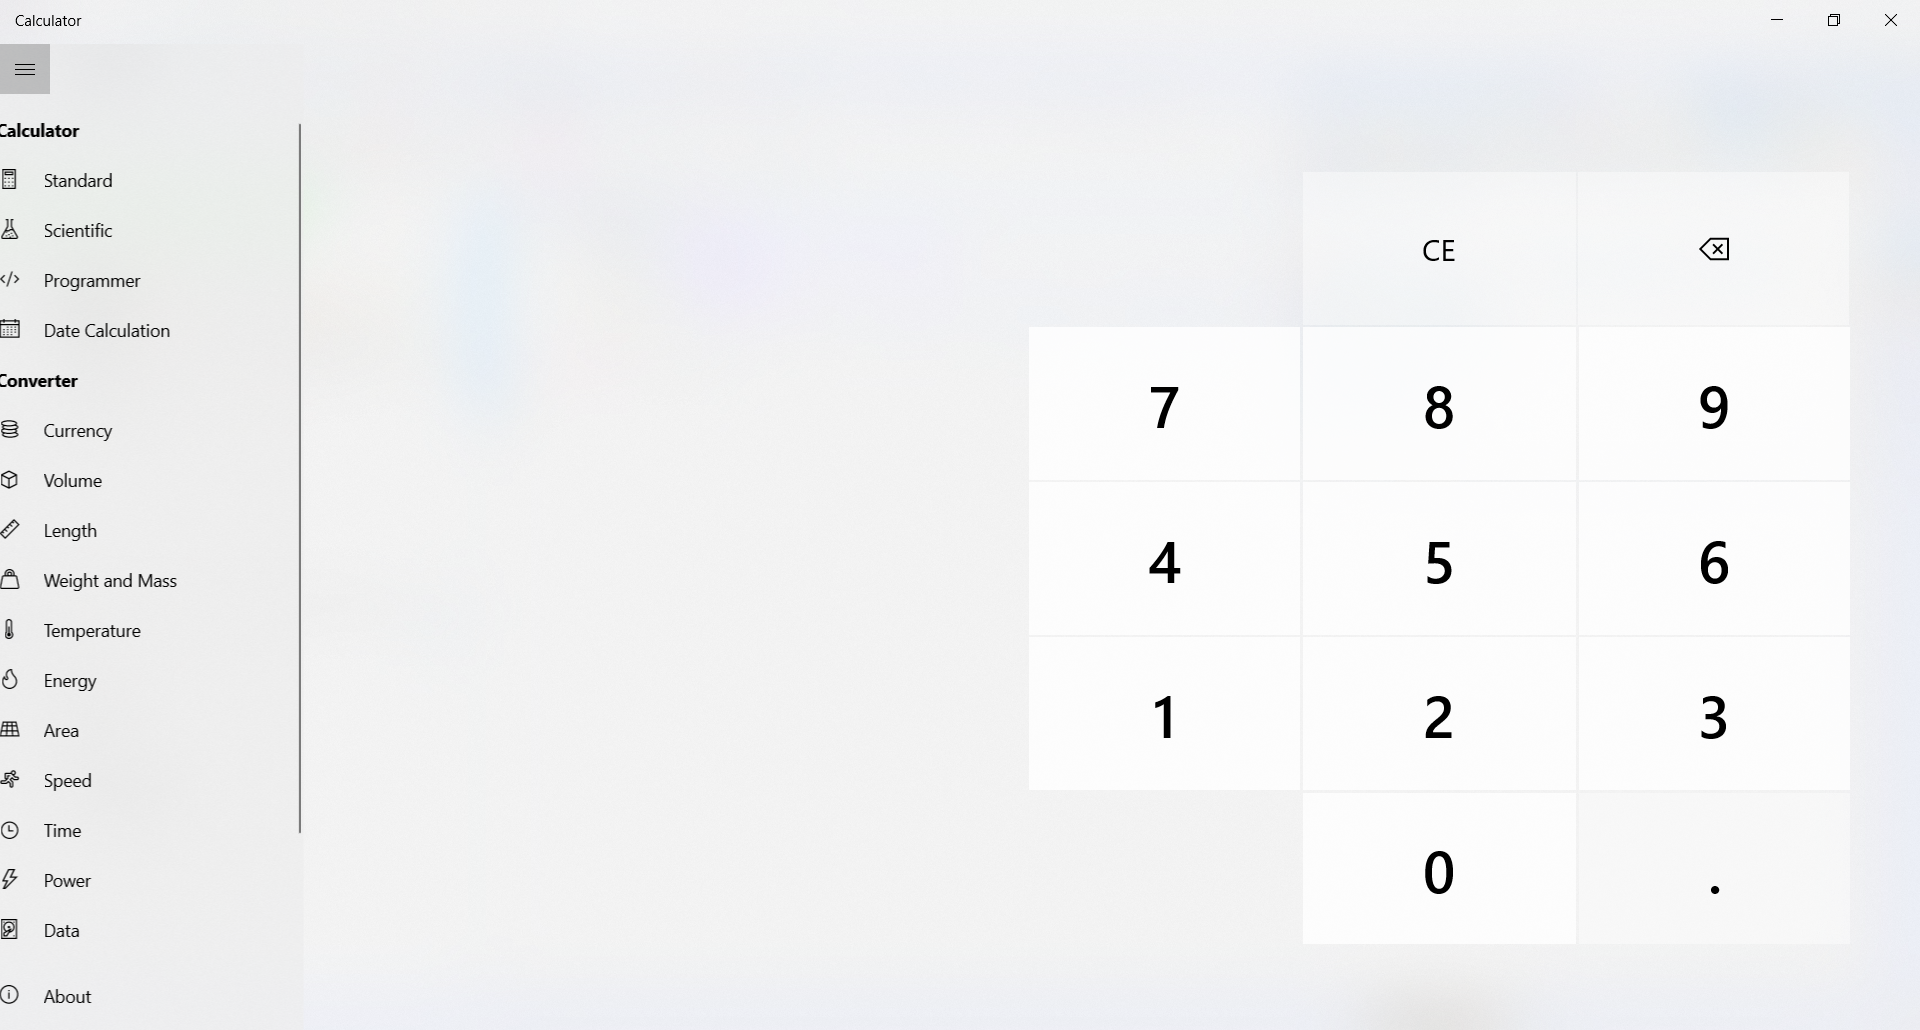 Calculator
Calculator
Standard
Scientific
Programmer
Date Calculation
Converter
Currency
Volume
Length
Weight and Mass
Temperature
Energy
Area
Speed
Time
Power
Data
About
CE
7 8 9
4 5 6
1 2 3
0 .